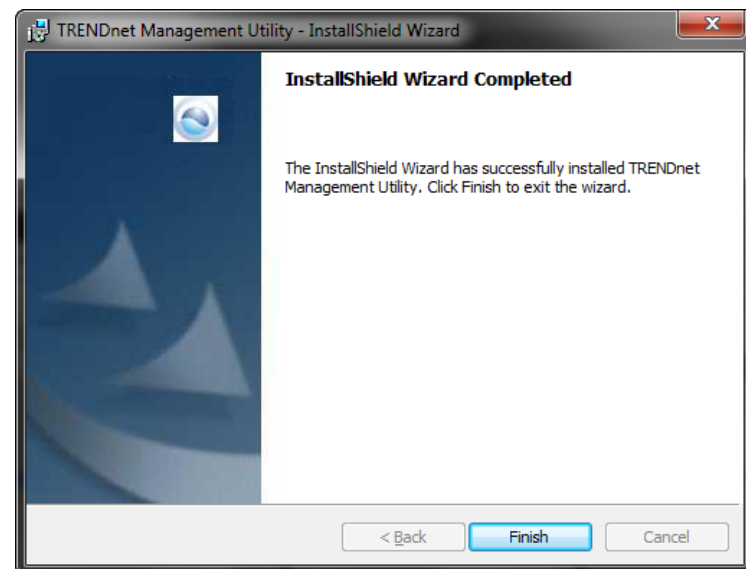 TRENDnet Management Utility - InstallShield Wizard
InstallShield Wizard Completed
The InstallShield Wizard has successfully installed TRENDnet
Management Utility. Click Finish to exit the wizard.
< Back
Finish
Cancel